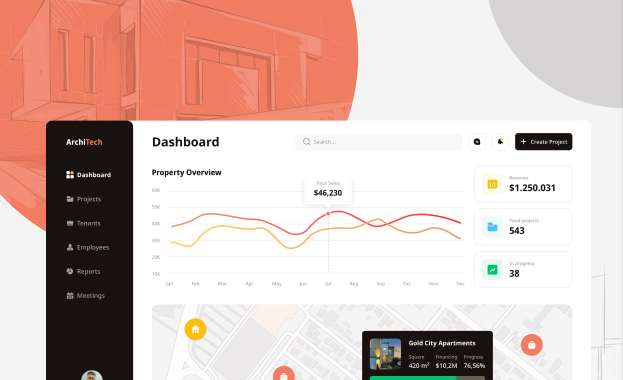 ArchiTech
Dashboard
Projects
Tenants
Employees
Reports
Meetings
Dashboard
Search...
Create Project
Property Overview
60K
50K
40K
30K
20K
10K
Total Sales
$46,230
Jan Feb Mar Apr May Jun Jul Aug Sep Oct Nov Dec
Revenue
$1.250.031
Total projects
543
In progress
38
Gold City Apartments
Square Financing Progress
420 m² $10,2M 76,56%